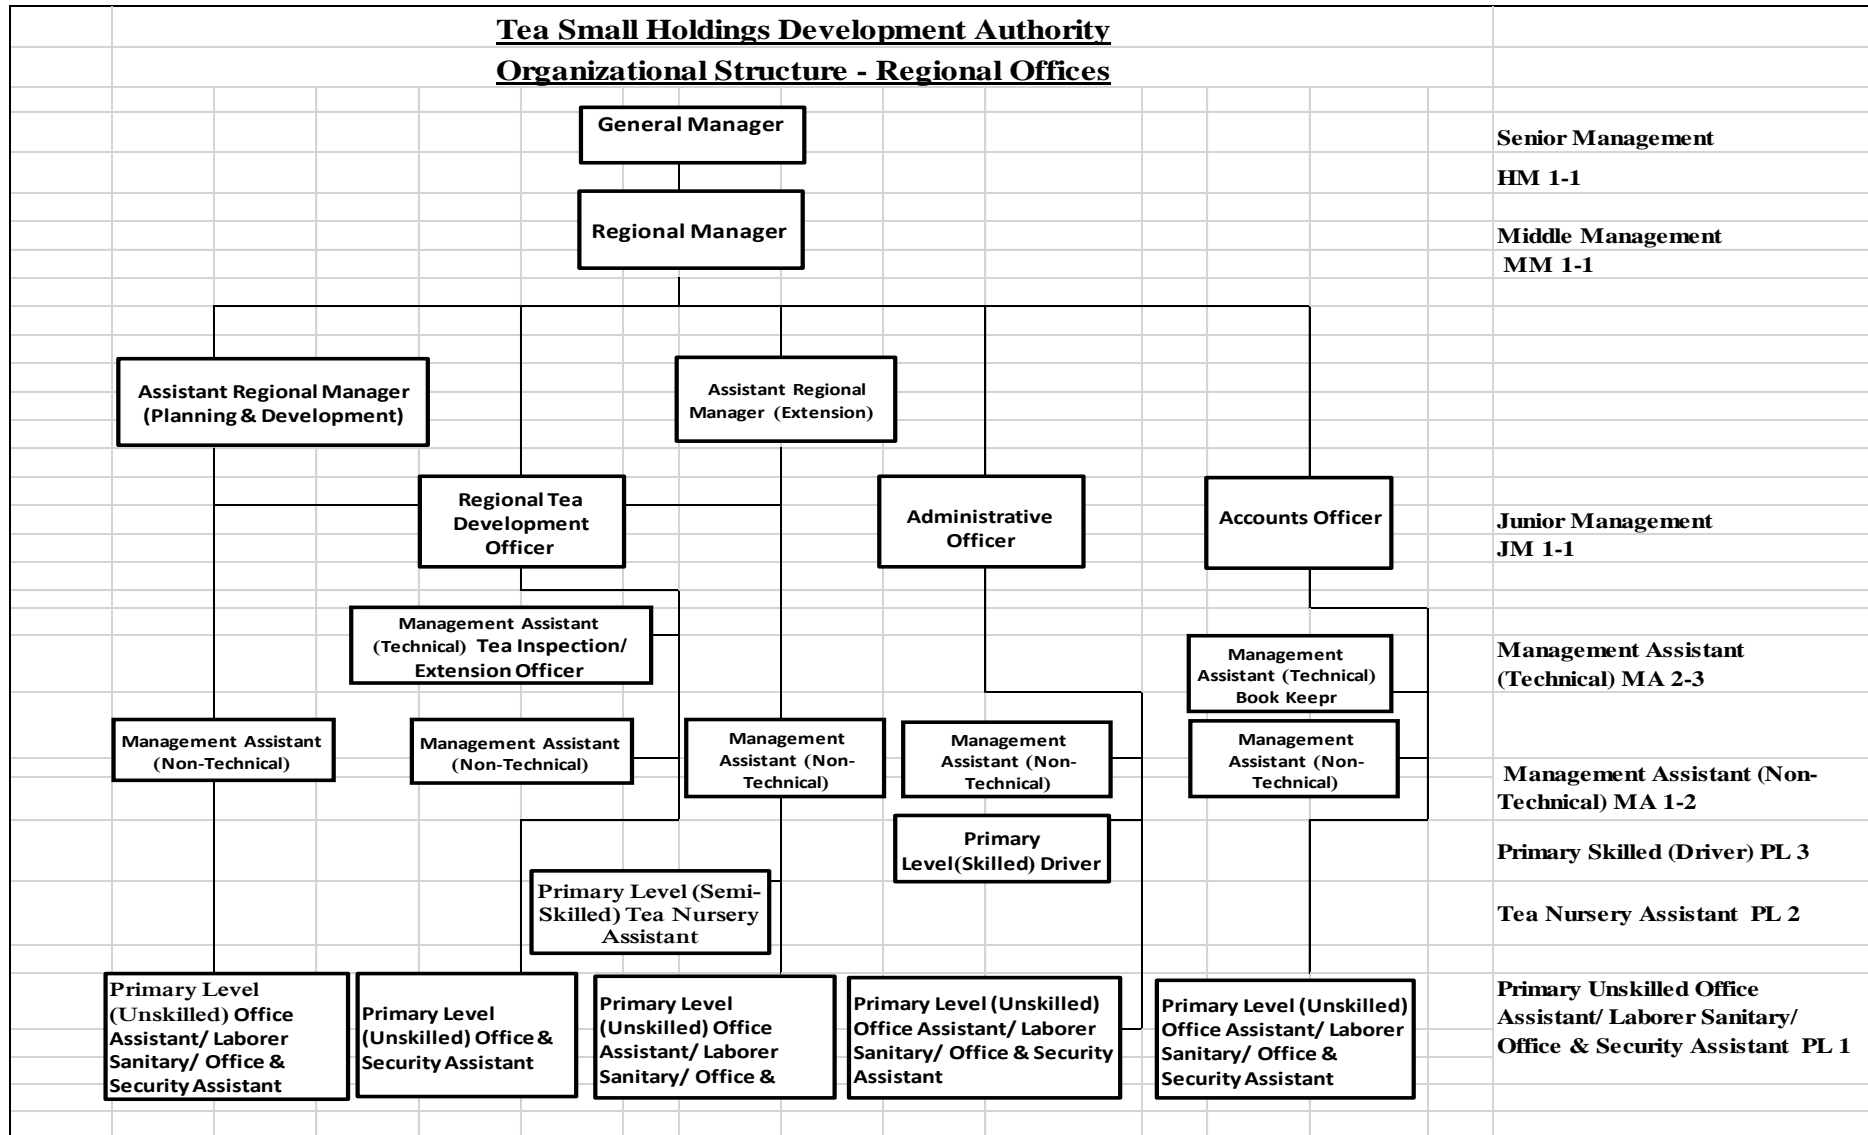 Tea Small Holdings Development Authority
Organizational Structure - Regional Offices
General Manager
Senior Management
HM 1-1
Regional Manager
Middle Management
MM 1-1
Assistant Regional Manager
(Planning & Development)
Assistant Regional
Manager (Extension)
Regional Tea
Development
Officer
Administrative
Officer
Accounts Officer
Junior Management
JM 1-1
Management Assistant
(Technical) Tea Inspection/
Extension Officer
Management
Assistant (Technical)
Book Keepr
Management Assistant
(Technical) MA 2-3
Management Assistant
(Non-Technical)
Management Assistant
(Non-Technical)
Management
Assistant (Non-
Technical)
Management
Assistant (Non-
Technical)
Management
Assistant (Non-
Technical)
Management Assistant (Non-
Technical) MA 1-2
Primary
Level(Skilled) Driver
Primary Skilled (Driver) PL 3
Primary Level (Semi-
Skilled) Tea Nursery
Assistant
Tea Nursery Assistant PL 2
Primary Level
(Unskilled) Office
Assistant/ Laborer
Sanitary/ Office &
Security Assistant
Primary Level
(Unskilled) Office &
Security Assistant
Primary Level
(Unskilled) Office
Assistant/ Laborer
Sanitary/ Office &
Primary Level (Unskilled)
Office Assistant/ Laborer
Sanitary/ Office & Security
Assistant
Primary Level (Unskilled)
Office Assistant/ Laborer
Sanitary/ Office &
Security Assistant
Primary Unskilled Office
Assistant/ Laborer Sanitary/
Office & Security Assistant PL 1